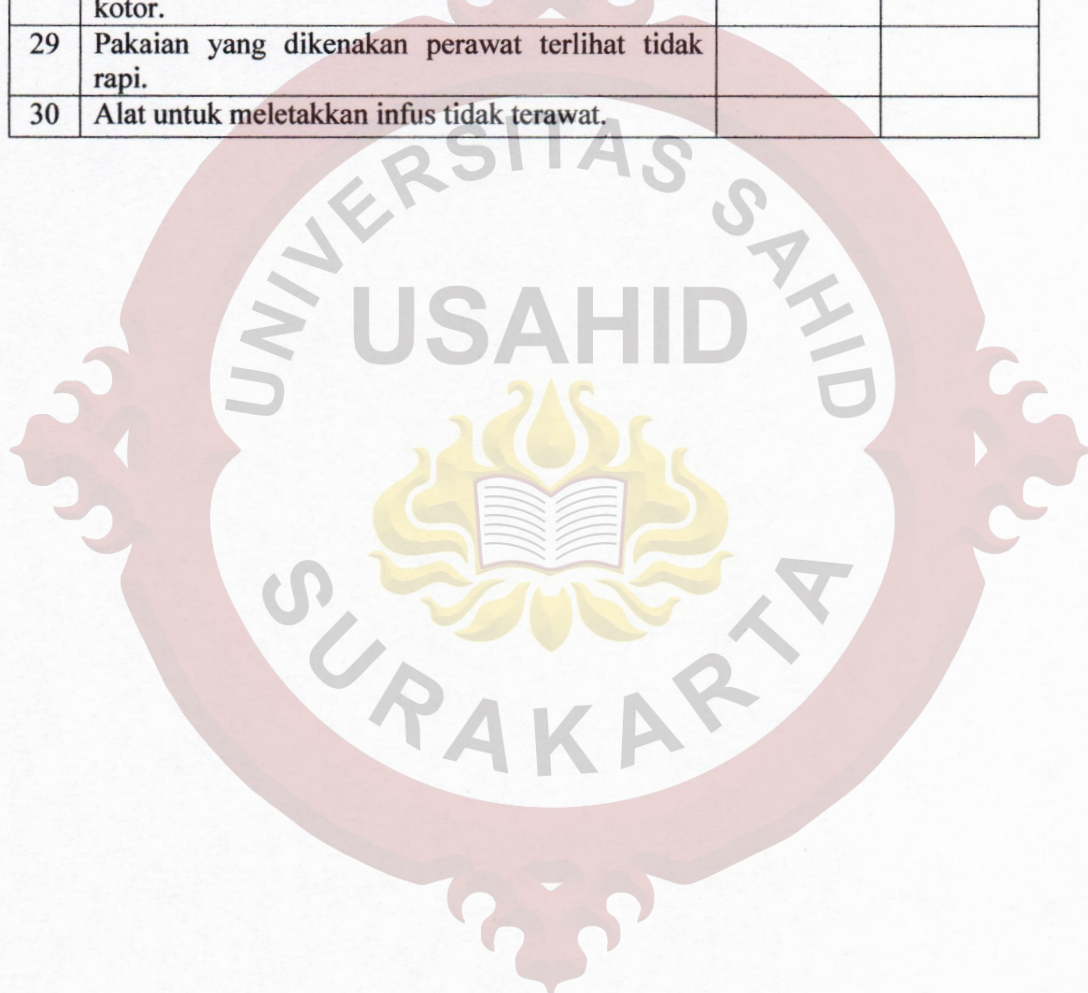 kotor.
29 Pakaian yang dikenakan perawat terlihat tidak
rapi.
30 Alat untuk meletakkan infus tidak terawat.
UNIVERSITAS SAHID
USAHID
SURAKARTA